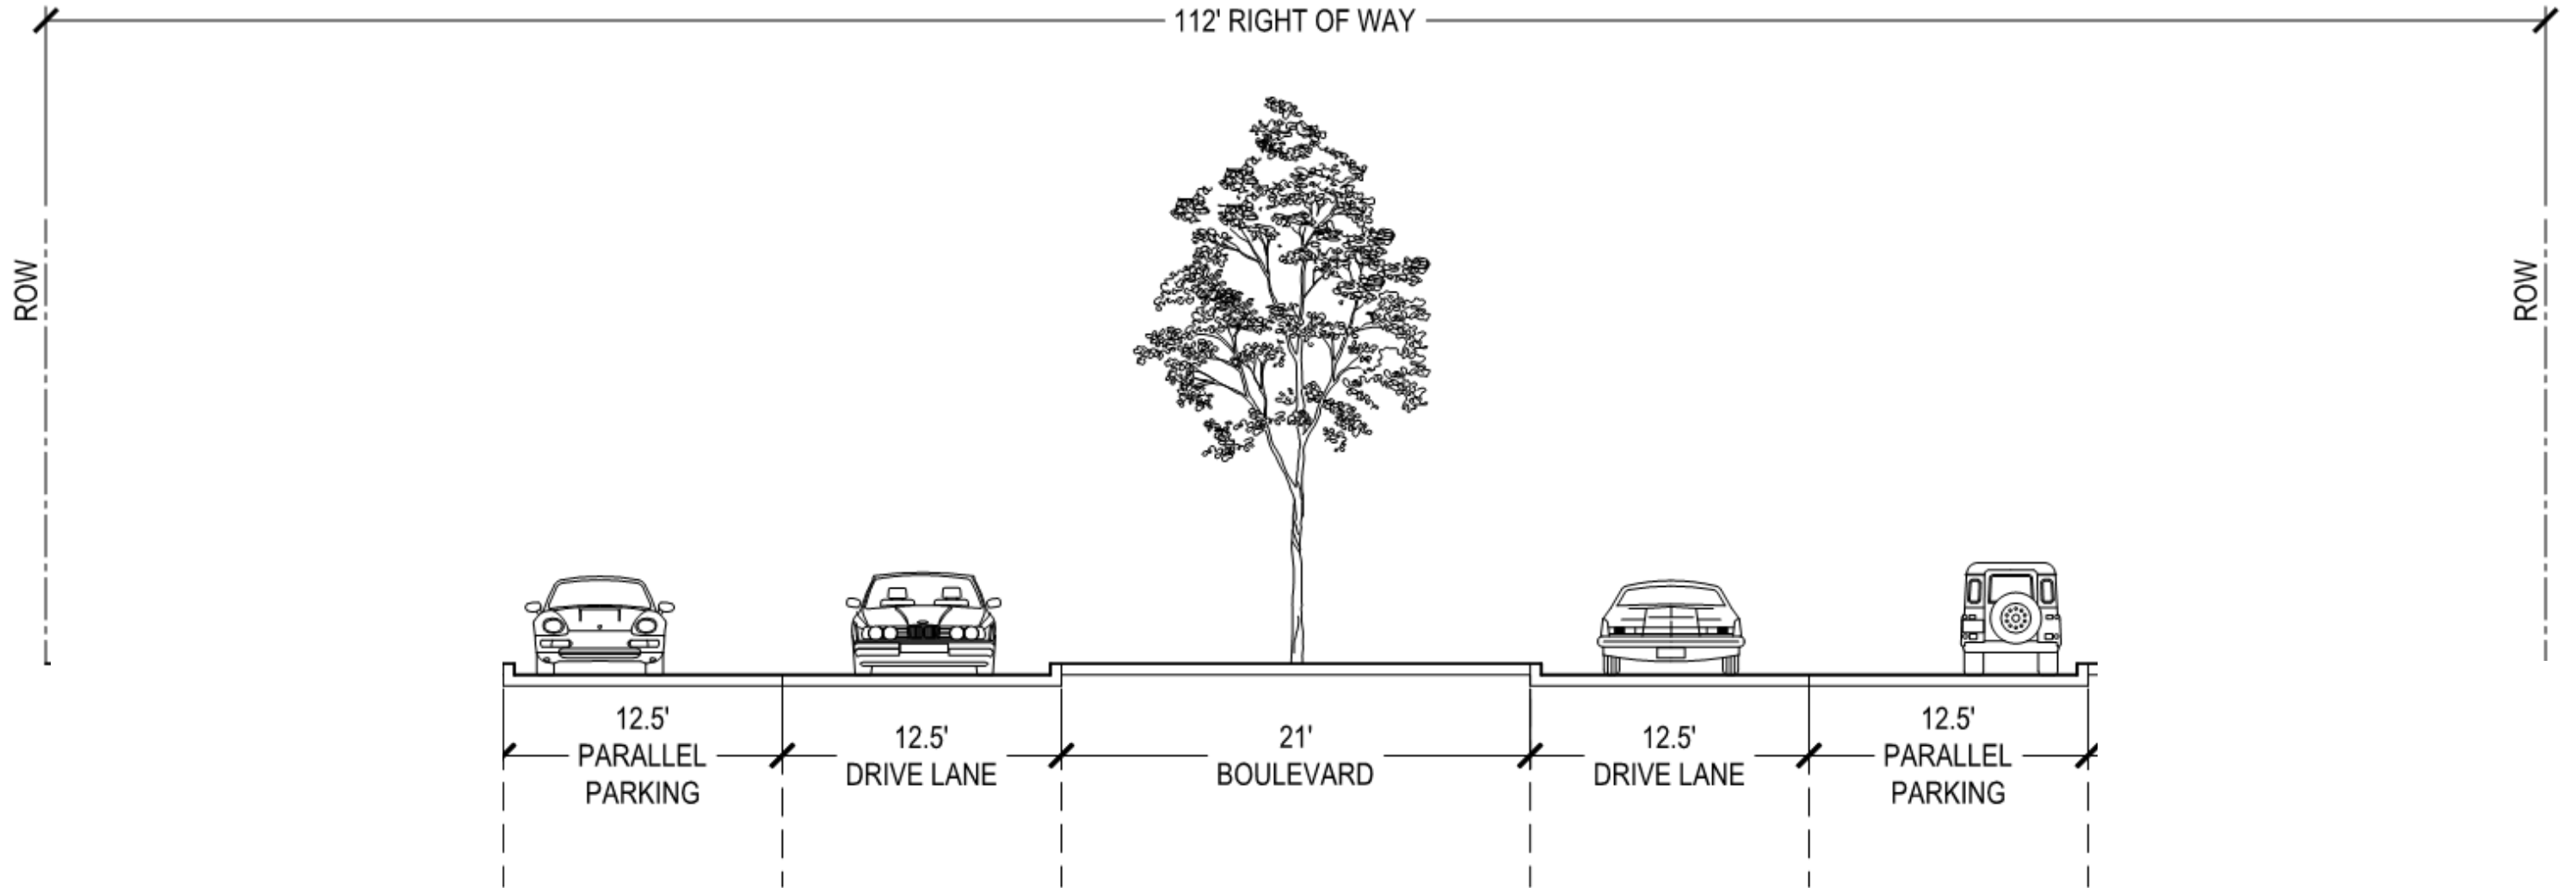 112' RIGHT OF WAY
ROW
ROW
12.5'
PARALLEL
PARKING
12.5'
DRIVE LANE
21'
BOULEVARD
12.5'
DRIVE LANE
12.5'
PARALLEL
PARKING